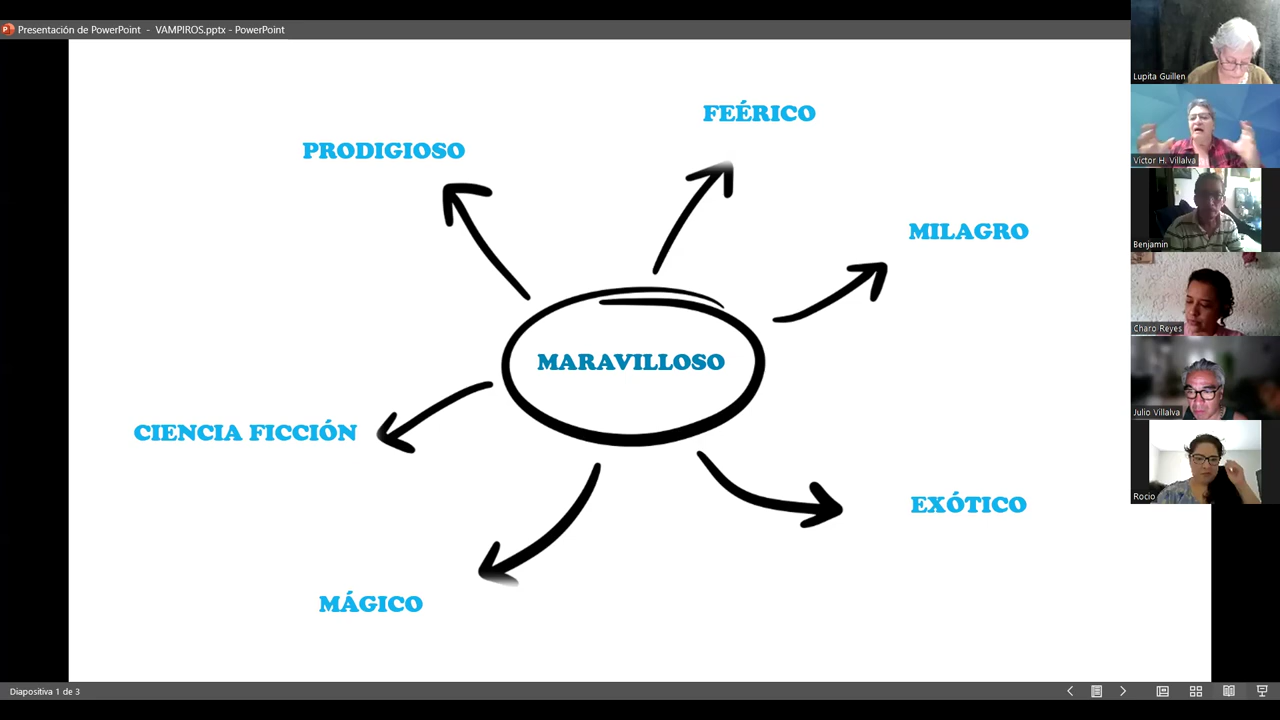 Presentación de PowerPoint - VAMPIROS.pptx - PowerPoint
FEÉRICO
PRODIGIOSO
MILAGRO
MARAVILLOSO
CIENCIA FICCIÓN
EXÓTICO
MÁGICO
Lupita Guillen
Victor H. Villalva
Benjamin
Charo Reyes
Julio Villalva
Rocio
Diapositiva 1 de 3